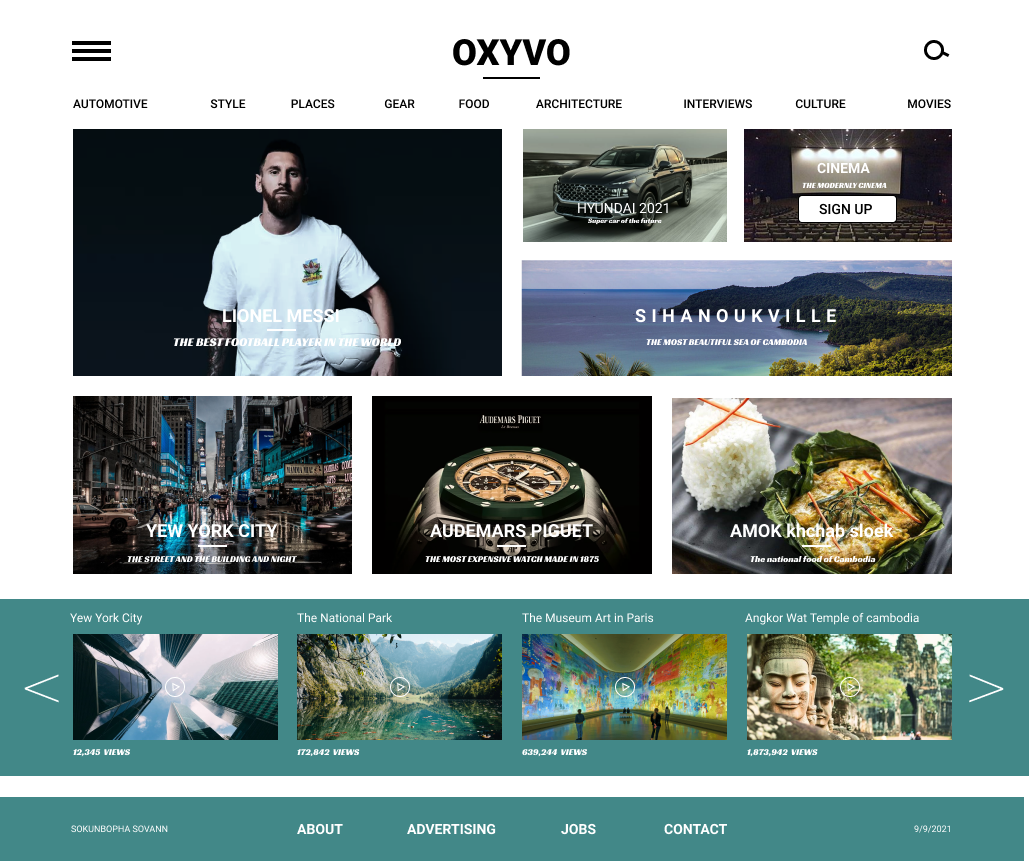 OXYVO
AUTOMOTIVE STYLE PLACES GEAR FOOD ARCHITECTURE INTERVIEWS CULTURE MOVIES
LIONEL MESSI
THE BEST FOOTBALL PLAYER IN THE WORLD
HYUNDAI 2021
Super car of the future
CINEMA
THE MODERNLY CINEMA
SIGN UP
SIHANOUKVILLE
THE MOST BEAUTIFUL SEA OF CAMBODIA
YEW YORK CITY
THE STREET AND THE BUILDING AND NIGHT
AUDEMARS PIGUET
Le Brassus
AUDEMARS PIGUET
THE MOST EXPENSIVE WATCH MADE IN 1875
AMOK khchab sloek
The national food of Cambodia
Yew York City The National Park The Museum Art in Paris Angkor Wat Temple of cambodia
12,345 VIEWS 172,842 VIEWS 639,244 VIEWS 1,873,942 VIEWS
SOKUNBOPHA SOVANN ABOUT ADVERTISING JOBS CONTACT 9/9/2021